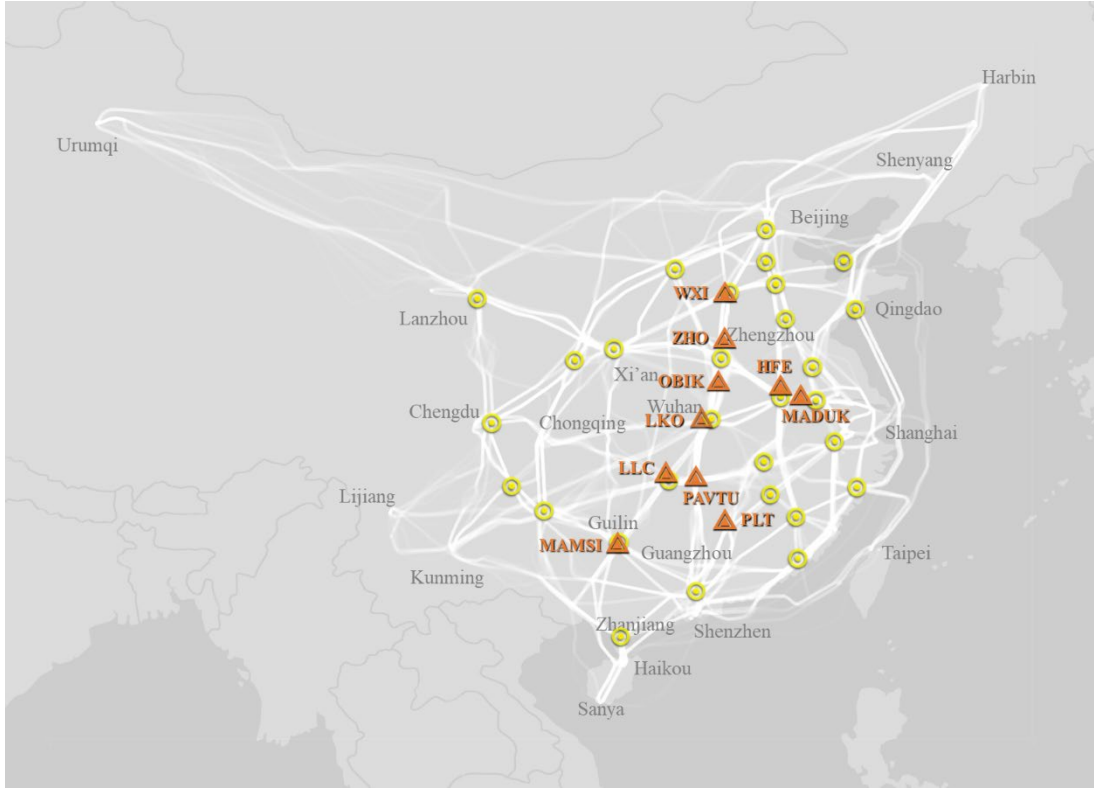 Harbin
Urumqi
Shenyang
Beijing
WXI
Lanzhou
Qingdao
ZHO
Zhengzhou
Xi'an
OBIK
HFE
Chengdu
Chongqing
LKO
Wuhan
MADUK
Shanghai
LLC
Lijiang
PAVTU
Guilin
PLT
MAMSI
Guangzhou
Taipei
Kunming
Zhanjiang
Shenzhen
Haikou
Sanya